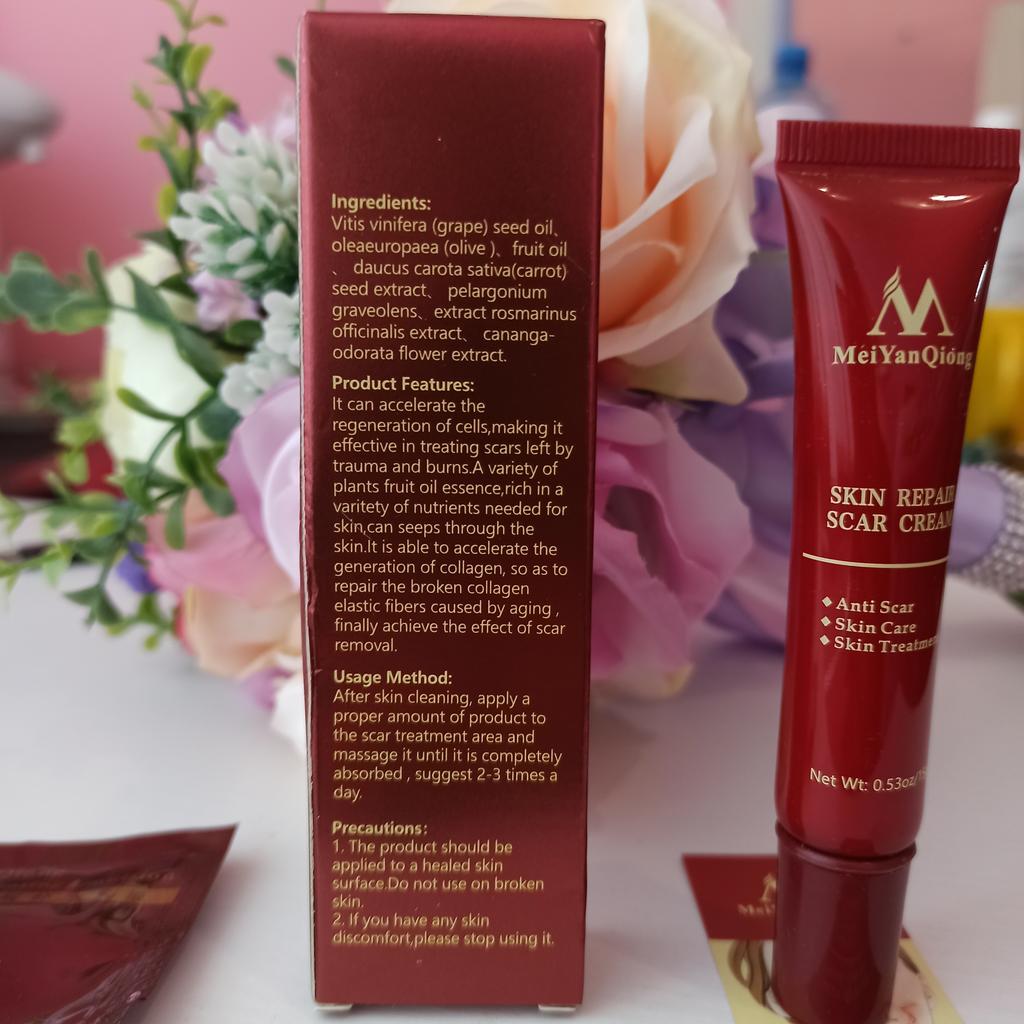 Ingredients:
Vitis vinifera (grape) seed oil、
oleaeuropaea (olive )、 fruit oil
、 daucus carota sativa(carrot)
seed extract、 pelargonium
graveolens、extract rosmarinus
officinalis extract、 cananga-
odorata flower extract.
Product Features:
It can accelerate the
regeneration of cells,making it
effective in treating scars left by
trauma and burns.A variety of
plants fruit oil essence,rich in a
varitety of nutrients needed for
skin,can seeps through the
skin.It is able to accelerate the
generation of collagen, so as to
repair the broken collagen
elastic fibers caused by aging ,
finally achieve the effect of scar
removal.
Usage Method:
After skin cleaning, apply a
proper amount of product to
the scar treatment area and
massage it until it is completely
absorbed , suggest 2-3 times a
day.
Precautions:
1. The product should be
applied to a healed skin
surface.Do not use on broken
skin.
2. If you have any skin
discomfort,please stop using it.
MeiYanQiong
SKIN REPAIR
SCAR CREAM
Anti Scar
Skin Care
Skin Treatme
Net Wt: 0.53oz/1